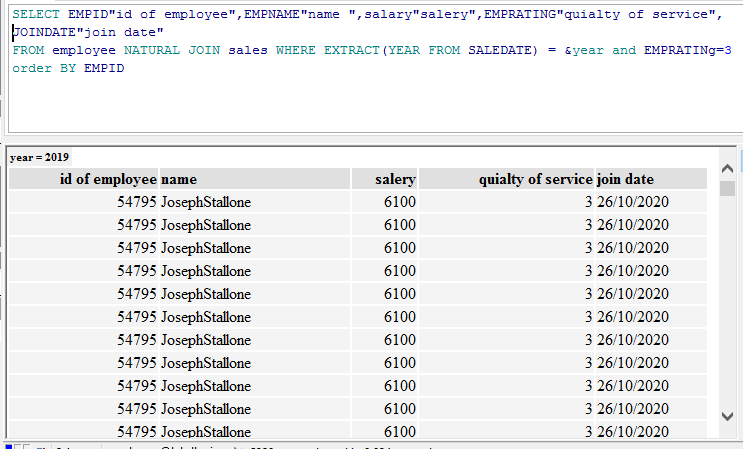 SELECT EMPID"id of employee",EMPNAME"name ",salary"salery",EMPRATING"quialty of service",
JOINDATE"join date"
FROM employee NATURAL JOIN sales WHERE EXTRACT(YEAR FROM SALEDATE) = &year and EMPRATINg=3
order BY EMPID
year = 2019
id of employee name salery quialty of service join date
54795 JosephStallone 6100 3 26/10/2020
54795 JosephStallone 6100 3 26/10/2020
54795 JosephStallone 6100 3 26/10/2020
54795 JosephStallone 6100 3 26/10/2020
54795 JosephStallone 6100 3 26/10/2020
54795 JosephStallone 6100 3 26/10/2020
54795 JosephStallone 6100 3 26/10/2020
54795 JosephStallone 6100 3 26/10/2020
54795 JosephStallone 6100 3 26/10/2020
54795 JosephStallone 6100 3 26/10/2020
54795 JosephStallone 6100 3 26/10/2020